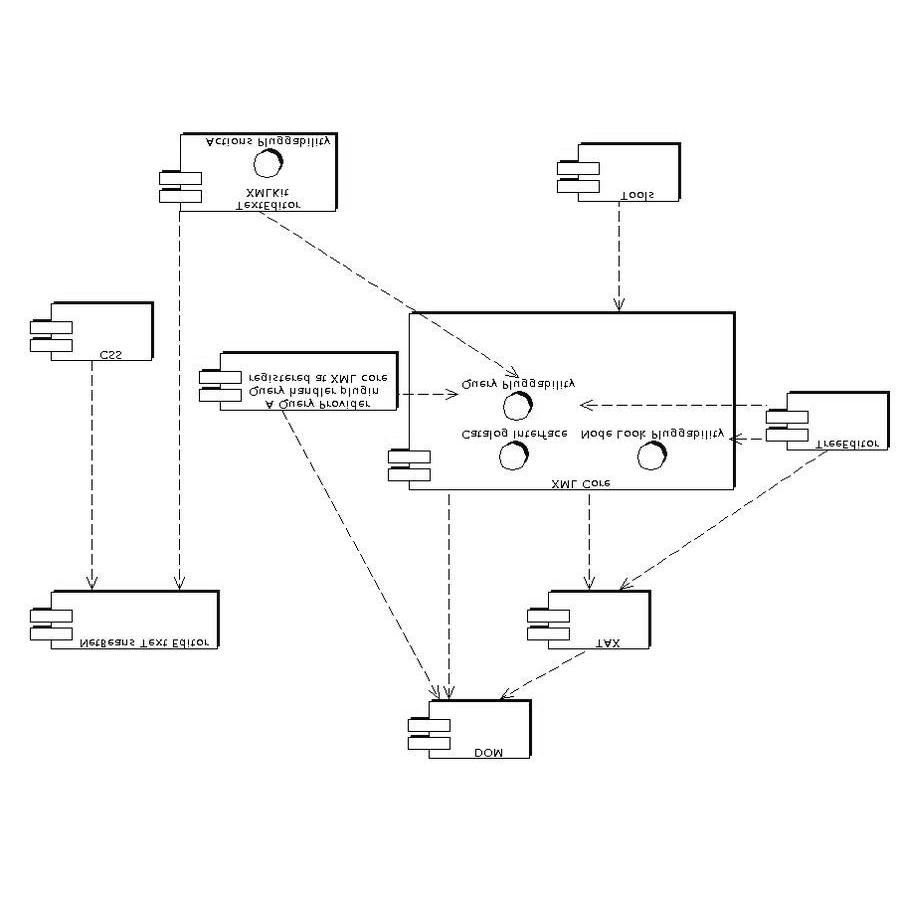 Actions Pluggability
XMLKit
TextEditor
Tools
CSS
registered at XML core
Query handler plugin
A Query Provider
Query Pluggability
Catalog Interface
Node Look Pluggability
XML Core
TreeEditor
NetBeans Text Editor
TAX
DOM